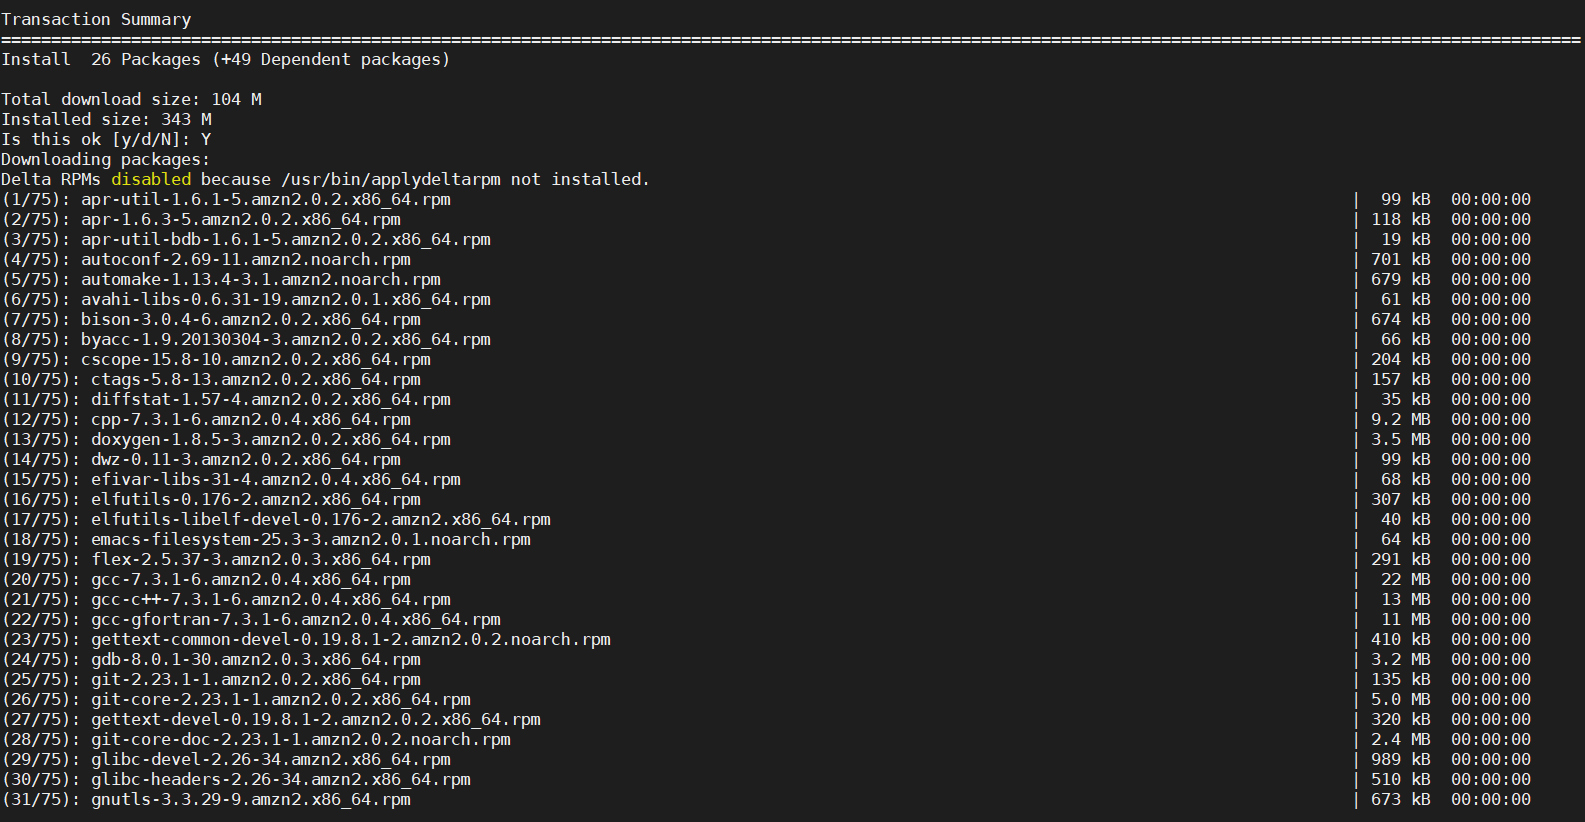 Transaction Summary
==============================================================================================================================================================
Install  26 Packages (+49 Dependent packages)
Total download size: 104 M
Installed size: 343 M
Is this ok [y/d/N]: Y
Downloading packages:
Delta RPMs disabled because /usr/bin/applydeltarpm not installed.
(1/75): apr-util-1.6.1-5.amzn2.0.2.x86_64.rpm | 99 kB 00:00:00
(2/75): apr-1.6.3-5.amzn2.0.2.x86_64.rpm | 118 kB 00:00:00
(3/75): apr-util-bdb-1.6.1-5.amzn2.0.2.x86_64.rpm | 19 kB 00:00:00
(4/75): autoconf-2.69-11.amzn2.noarch.rpm | 701 kB 00:00:00
(5/75): automake-1.13.4-3.1.amzn2.noarch.rpm | 679 kB 00:00:00
(6/75): avahi-libs-0.6.31-19.amzn2.0.1.x86_64.rpm | 61 kB 00:00:00
(7/75): bison-3.0.4-6.amzn2.0.2.x86_64.rpm | 674 kB 00:00:00
(8/75): byacc-1.9.20130304-3.amzn2.0.2.x86_64.rpm | 66 kB 00:00:00
(9/75): cscope-15.8-10.amzn2.0.2.x86_64.rpm | 204 kB 00:00:00
(10/75): ctags-5.8-13.amzn2.0.2.x86_64.rpm | 157 kB 00:00:00
(11/75): diffstat-1.57-4.amzn2.0.2.x86_64.rpm | 35 kB 00:00:00
(12/75): cpp-7.3.1-6.amzn2.0.4.x86_64.rpm | 9.2 MB 00:00:00
(13/75): doxygen-1.8.5-3.amzn2.0.2.x86_64.rpm | 3.5 MB 00:00:00
(14/75): dwz-0.11-3.amzn2.0.2.x86_64.rpm | 99 kB 00:00:00
(15/75): efivar-libs-31-4.amzn2.0.4.x86_64.rpm | 68 kB 00:00:00
(16/75): elfutils-0.176-2.amzn2.x86_64.rpm | 307 kB 00:00:00
(17/75): elfutils-libelf-devel-0.176-2.amzn2.x86_64.rpm | 40 kB 00:00:00
(18/75): emacs-filesystem-25.3-3.amzn2.0.1.noarch.rpm | 64 kB 00:00:00
(19/75): flex-2.5.37-3.amzn2.0.3.x86_64.rpm | 291 kB 00:00:00
(20/75): gcc-7.3.1-6.amzn2.0.4.x86_64.rpm | 22 MB 00:00:00
(21/75): gcc-c++-7.3.1-6.amzn2.0.4.x86_64.rpm | 13 MB 00:00:00
(22/75): gcc-gfortran-7.3.1-6.amzn2.0.4.x86_64.rpm | 11 MB 00:00:00
(23/75): gettext-common-devel-0.19.8.1-2.amzn2.0.2.noarch.rpm | 410 kB 00:00:00
(24/75): gdb-8.0.1-30.amzn2.0.3.x86_64.rpm | 3.2 MB 00:00:00
(25/75): git-2.23.1-1.amzn2.0.2.x86_64.rpm | 135 kB 00:00:00
(26/75): git-core-2.23.1-1.amzn2.0.2.x86_64.rpm | 5.0 MB 00:00:00
(27/75): gettext-devel-0.19.8.1-2.amzn2.0.2.x86_64.rpm | 320 kB 00:00:00
(28/75): git-core-doc-2.23.1-1.amzn2.0.2.noarch.rpm | 2.4 MB 00:00:00
(29/75): glibc-devel-2.26-34.amzn2.x86_64.rpm | 989 kB 00:00:00
(30/75): glibc-headers-2.26-34.amzn2.x86_64.rpm | 510 kB 00:00:00
(31/75): gnutls-3.3.29-9.amzn2.x86_64.rpm | 673 kB 00:00:00